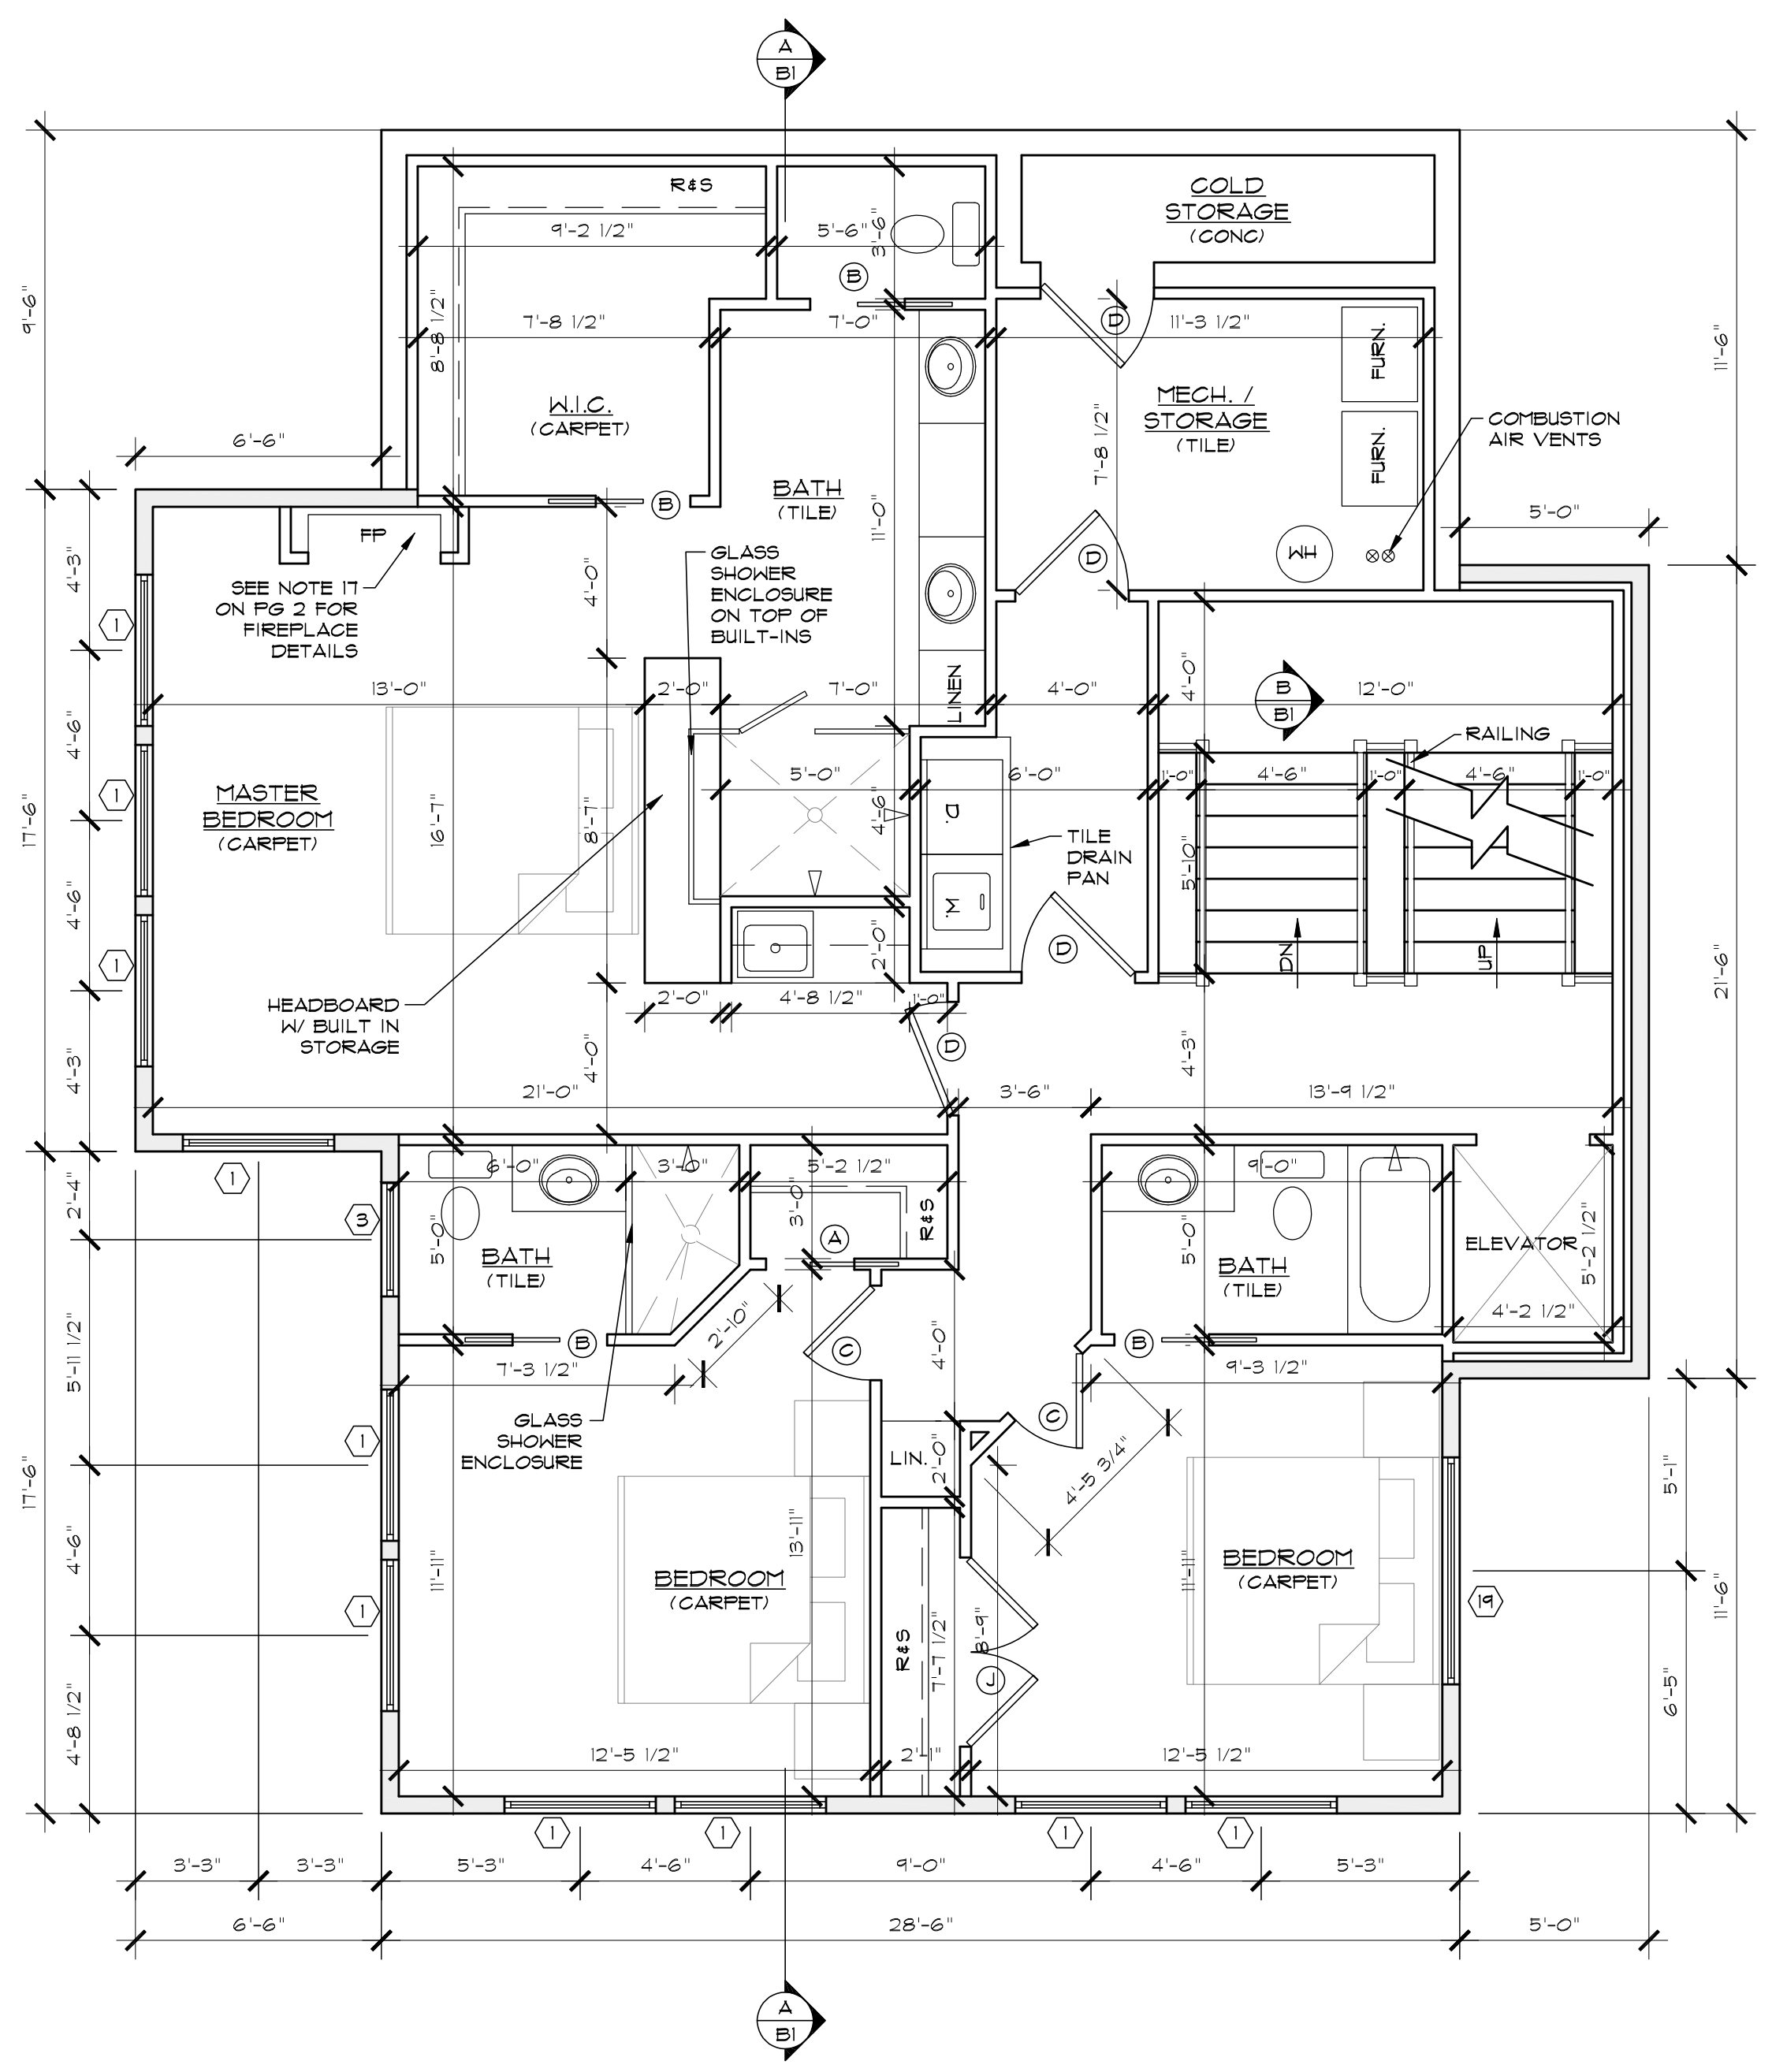 A
B1
COLD
STORAGE
(CONC)
R&S
9'-2 1/2"
5'-6"
3'-6"
B
9'-6"
11'-6"
8'-8 1/2"
7'-8 1/2"
7'-0"
D
11'-3 1/2"
FURN.
W.I.C.
(CARPET)
MECH. /
STORAGE
(TILE)
7'-8 1/2"
FURN.
COMBUSTION
AIR VENTS
6'-6"
B
BATH
(TILE)
11'-0"
5'-0"
FP
4'-3"
SEE NOTE 17
ON PG 2 FOR
FIREPLACE
DETAILS
4'-0"
GLASS
SHOWER
ENCLOSURE
ON TOP OF
BUILT-INS
D
WH
1
13'-0"
2'-0"
7'-0"
LINEN
4'-0"
4'-0"
B
B1
12'-0"
RAILING
4'-6"
17'-6"
1
MASTER
BEDROOM
(CARPET)
16'-7"
8'-7"
5'-0"
4'-6"
6'-0"
D.
1'-0"
4'-6"
1'-0"
4'-6"
1'-0"
TILE
DRAIN
PAN
5'-10"
4'-6"
W.
1
2'-0"
D
DN
UP
21'-6"
HEADBOARD
W/ BUILT IN
STORAGE
2'-0"
4'-8 1/2"
1'-0"
D
4'-3"
4'-0"
4'-3"
21'-0"
3'-6"
13'-9 1/2"
1
6'-0"
3'-0"
5'-2 1/2"
9'-0"
2'-4"
3
5'-0"
3'-0"
R&S
A
5'-0"
ELEVATOR
5'-2 1/2"
BATH
(TILE)
BATH
(TILE)
4'-2 1/2"
5'-11 1/2"
B
2'-10"
C
4'-0"
B
7'-3 1/2"
9'-3 1/2"
1
GLASS
SHOWER
ENCLOSURE
C
LIN.
2'-0"
4'-5 3/4"
5'-1"
17'-6"
4'-6"
11'-11"
13'-11"
11'-11"
BEDROOM
(CARPET)
BEDROOM
(CARPET)
1
19
11'-6"
R&S
7'-7 1/2"
8'-9"
J
6'-5"
4'-8 1/2"
12'-5 1/2"
2'-1"
12'-5 1/2"
1
1
1
1
3'-3"
3'-3"
5'-3"
4'-6"
9'-0"
4'-6"
5'-3"
6'-6"
28'-6"
5'-0"
A
B1